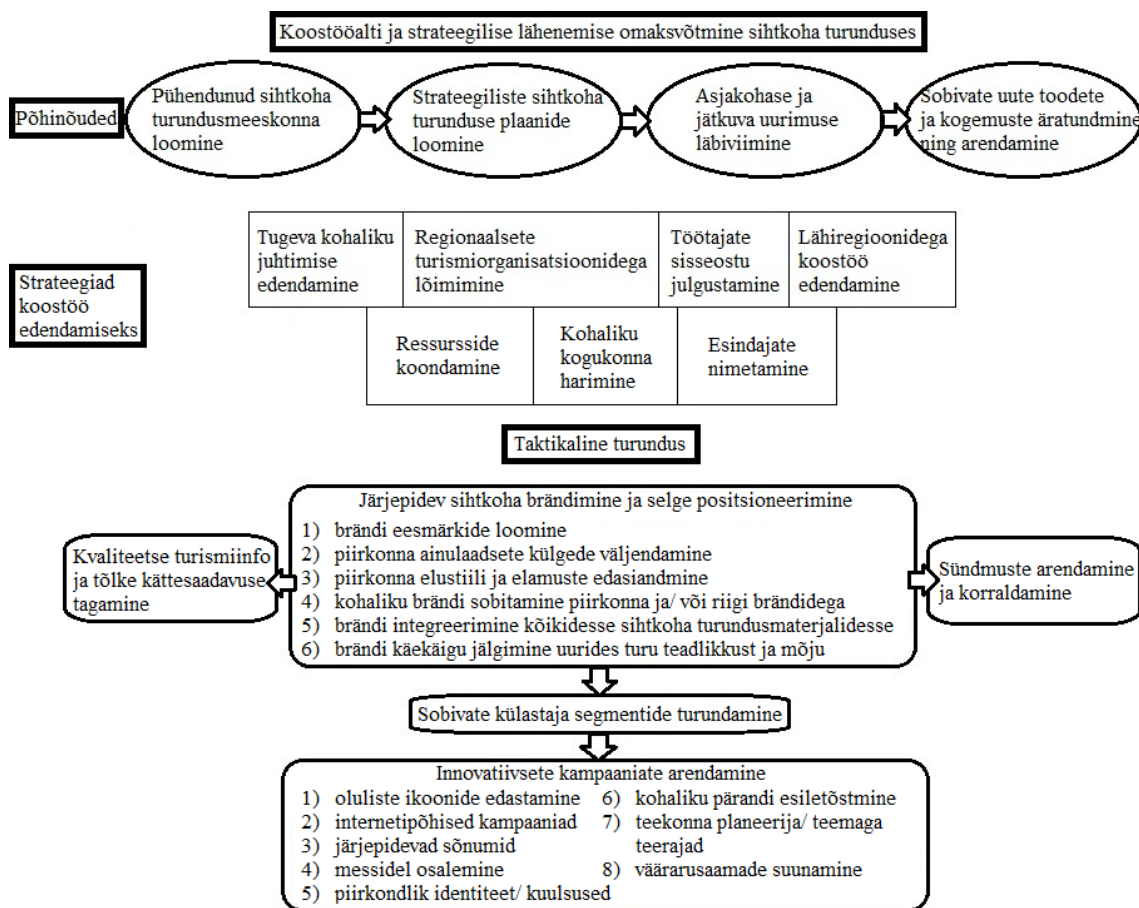 Koostööalti ja strateegilise lähenemise omaksvõtmine sihtkoha turunduses
Põhinõuded
Pühendunud sihtkoha
turundusmeeskonna
loomine
Strateegiliste sihtkoha
turunduse plaanide
loomine
Asjakohase ja
jätkuva uurimuse
läbiviimine
Sobivate uute toodete
ja kogemuste äratundmine
ning arendamine
Strateegiad
koostöö
edendamiseks
Tugeva kohaliku
juhtimise
edendamine
Regionaalsete
turismiorganisatsioonidega
lõimimine
Töötajate
sisseostu
julgustamine
Lähiregioonidega
koostöö
edendamine
Ressursside
koondamine
Kohaliku
kogukonna
harimine
Esindajate
nimetamine
Taktikaline turundus
Kvaliteetse turismiinfo
ja tõlke kättesaadavuse
tagamine
Järjepidev sihtkoha brändimine ja selge positsioneerimine
1) brändi eesmärkide loomine
2) piirkonna ainulaadsete külgede väljendamine
3) piirkonna elustiili ja elamuste edasiandmine
4) kohaliku brändi sobitamine piirkonna ja/ või riigi brändidega
5) brändi integreerimine kõikidesse sihtkoha turundusmaterjalidesse
6) brändi käekäigu jälgimine uurides turu teadlikkust ja mõju
Sündmuste arendamine
ja korraldamine
Sobivate külastaja segmentide turundamine
Innovatiivsete kampaaniate arendamine
1) oluliste ikoonide edastamine
2) internetipõhised kampaaniad
3) järjepidevad sõnumid
4) messidel osalemine
5) piirkondlik identiteet/ kuulsused
6) kohaliku pärandi esiletõstmine
7) teekonna planeerija/ teemaga
teerajad
8) väärarusaamade suunamine